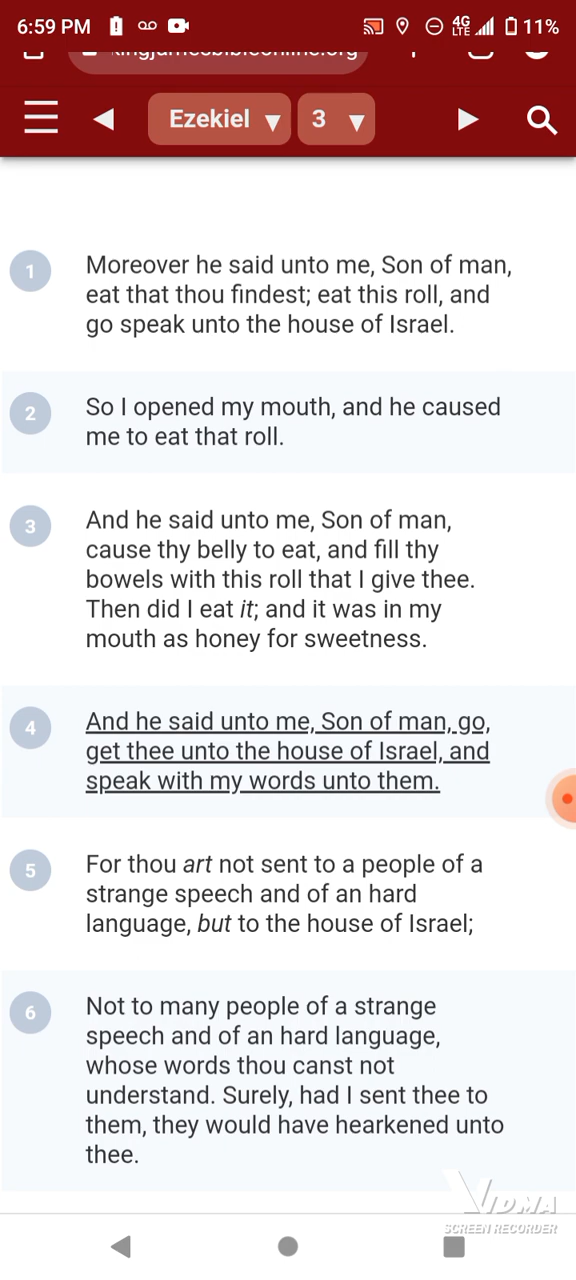 6:59 PM 4G LTE 11%
kingjamesbibleonline.org
Ezekiel 3
1 Moreover he said unto me, Son of man,
eat that thou findest; eat this roll, and
go speak unto the house of Israel.
2 So I opened my mouth, and he caused
me to eat that roll.
3 And he said unto me, Son of man,
cause thy belly to eat, and fill thy
bowels with this roll that I give thee.
Then did I eat it; and it was in my
mouth as honey for sweetness.
4 And he said unto me, Son of man, go,
get thee unto the house of Israel, and
speak with my words unto them.
5 For thou art not sent to a people of a
strange speech and of an hard
language, but to the house of Israel;
6 Not to many people of a strange
speech and of an hard language,
whose words thou canst not
understand. Surely, had I sent thee to
them, they would have hearkened unto
thee.
VIDMA
SCREEN RECORDER